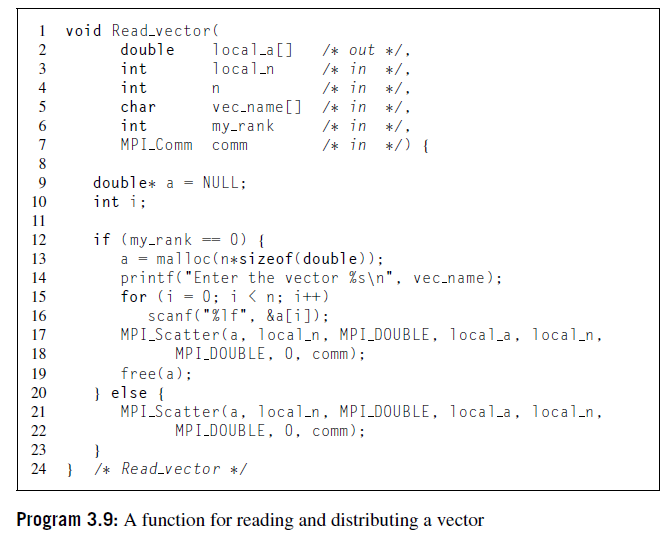 1 void Read_vector(
2 double local_a[] /* out */,
3 int local_n /* in */,
4 int n /* in */,
5 char vec_name[] /* in */,
6 int my_rank /* in */,
7 MPI_Comm comm /* in */) {
8
9 double* a = NULL;
10 int i;
11
12 if (my_rank == 0) {
13 a = malloc(n*sizeof(double));
14 printf("Enter the vector %s\n", vec_name);
15 for (i = 0; i < n; i++)
16 scanf("%lf", &a[i]);
17 MPI_Scatter(a, local_n, MPI_DOUBLE, local_a, local_n,
18 MPI_DOUBLE, 0, comm);
19 free(a);
20 } else {
21 MPI_Scatter(a, local_n, MPI_DOUBLE, local_a, local_n,
22 MPI_DOUBLE, 0, comm);
23 }
24 } /* Read_vector */
Program 3.9: A function for reading and distributing a vector